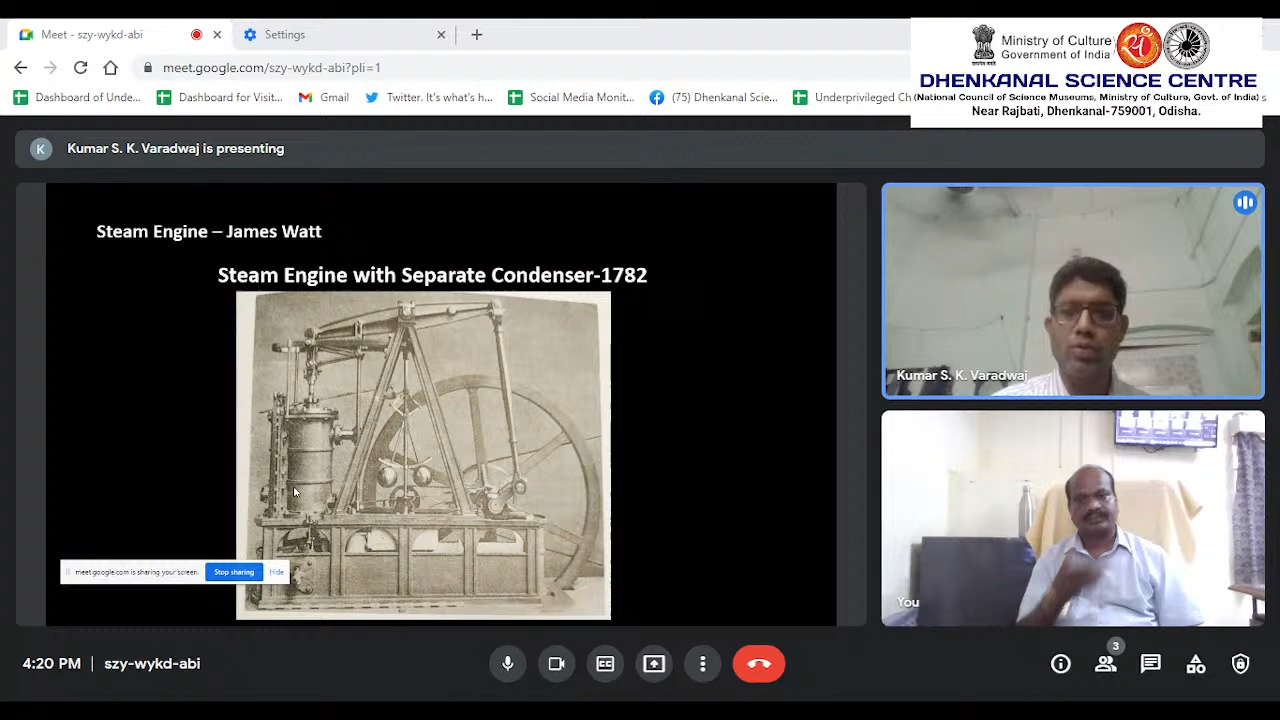 Meet - szy-wykd-abi
Settings
meet.google.com/szy-wykd-abi?pli=1
Dashboard of Unde...
Dashboard for Visit...
Gmail
Twitter. It's what's h...
Social Media Monit...
(75) Dhenkanal Scie...
Underprivileged Ch
Ministry of Culture
Government of India
DHENKANAL SCIENCE CENTRE
(National Council of Science Museums, Ministry of Culture, Govt. of India)
Near Rajbati, Dhenkanal-759001, Odisha.
K
Kumar S. K. Varadwaj is presenting
Steam Engine – James Watt
Steam Engine with Separate Condenser-1782
meet.google.com is sharing your screen.
Stop sharing
Hide
Kumar S. K. Varadwaj
You
4:20 PM
szy-wykd-abi
3